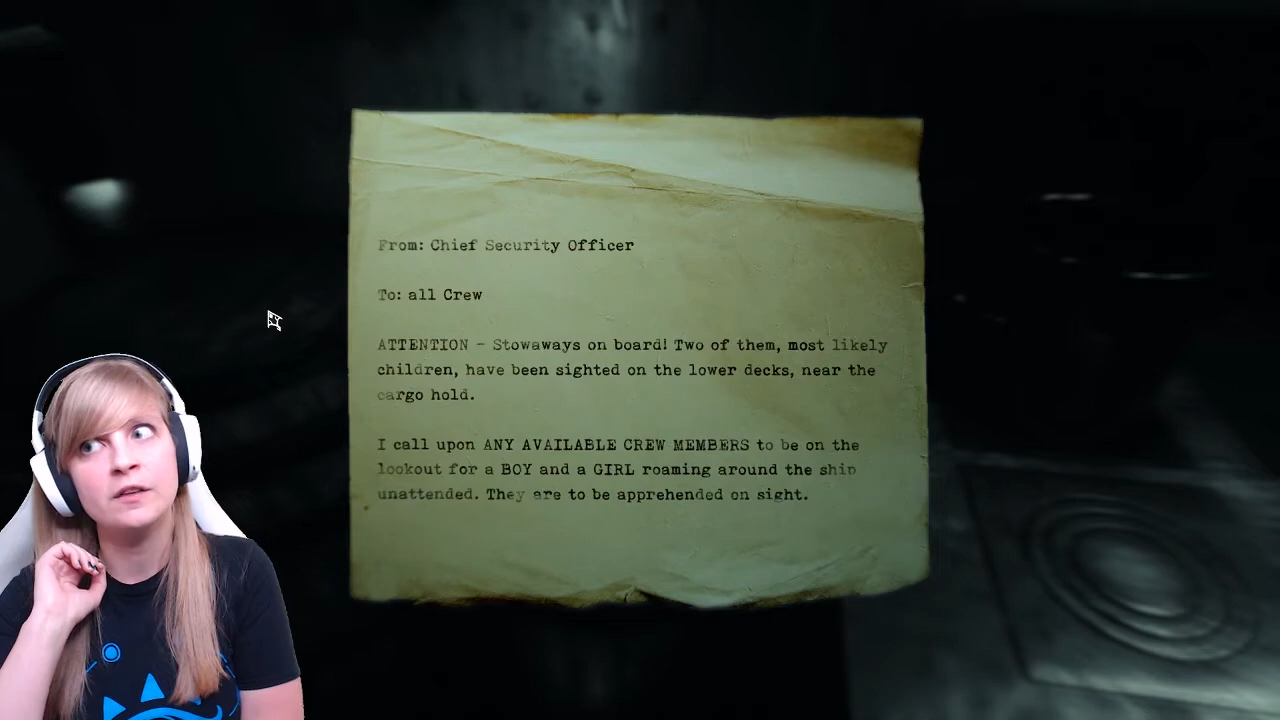 From: Chief Security Officer
To: all Crew
ATTENTION - Stowaways on board! Two of them, most likely
children, have been sighted on the lower decks, near the
cargo hold.
I call upon ANY AVAILABLE CREW MEMBERS to be on the
lookout for a BOY and a GIRL roaming around the ship
unattended. They are to be apprehended on sight.